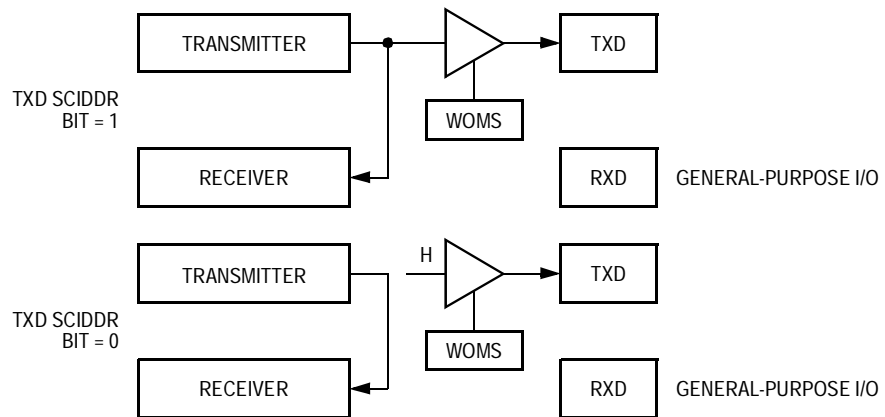 TRANSMITTER
TXD
TXD SCIDDR
BIT = 1
WOMS
RECEIVER
RXD
GENERAL-PURPOSE I/O
TRANSMITTER
H
TXD
TXD SCIDDR
BIT = 0
WOMS
RECEIVER
RXD
GENERAL-PURPOSE I/O